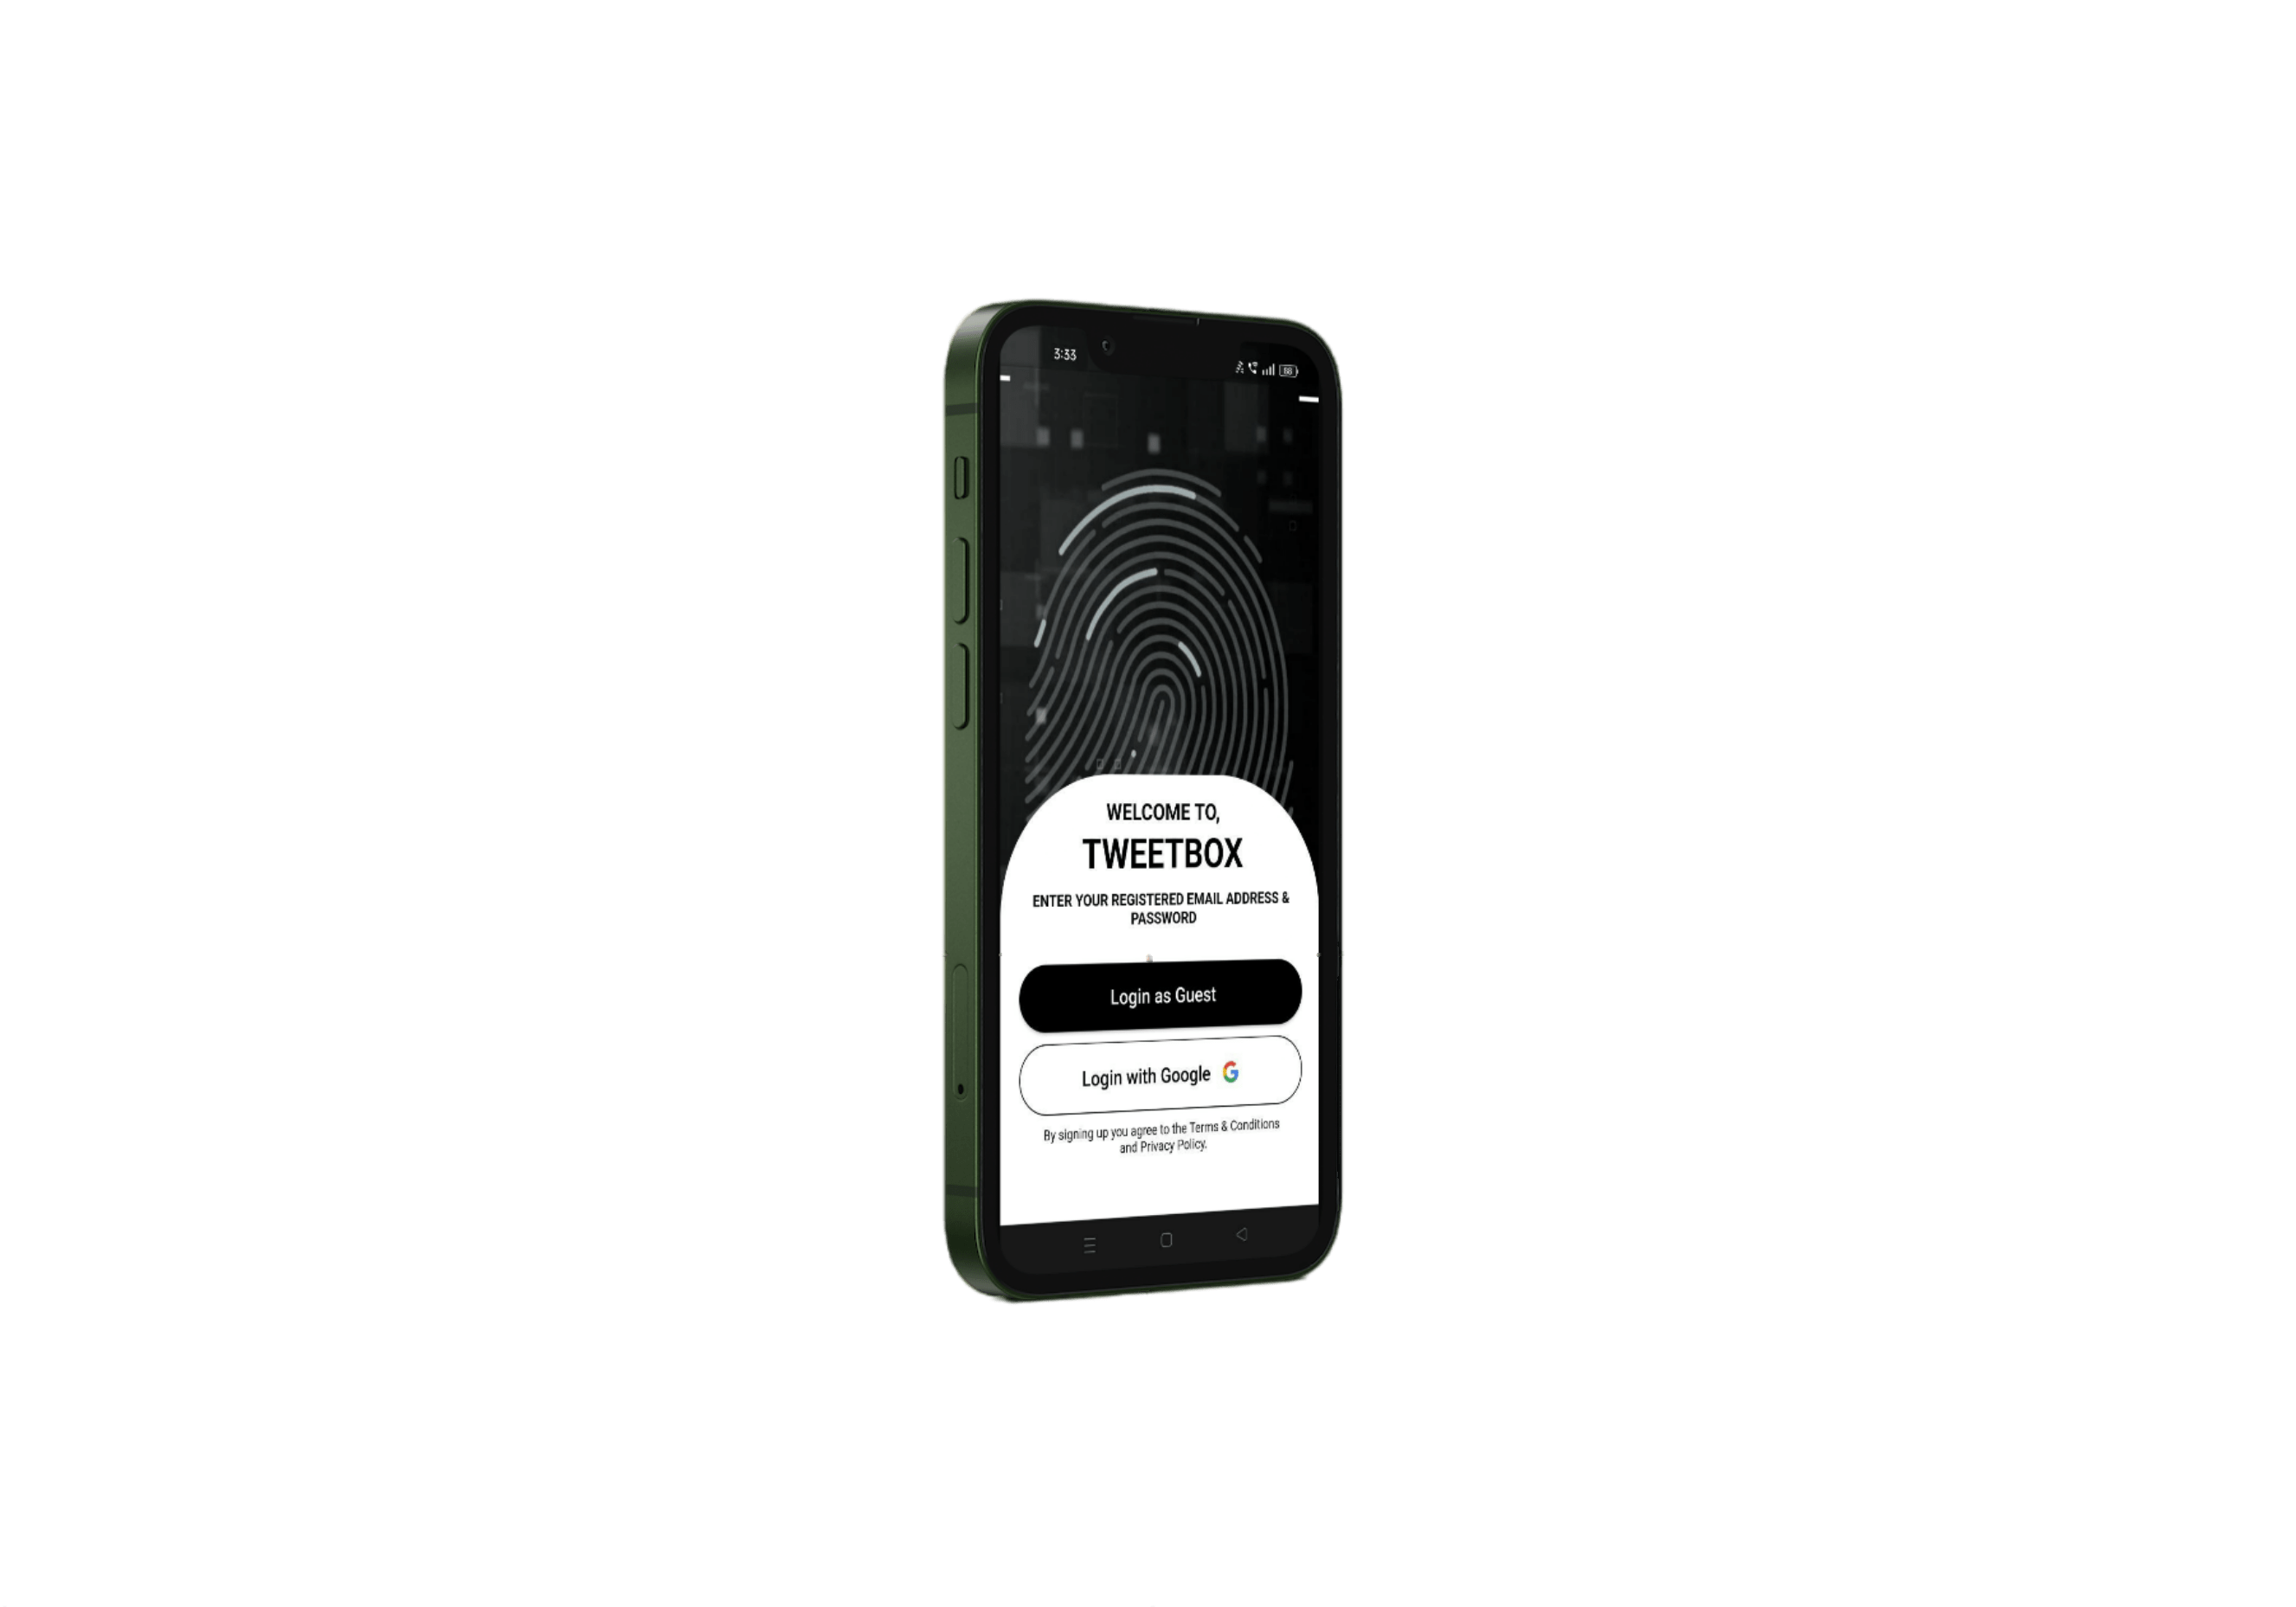 3:33
88
WELCOME TO,
TWEETBOX
ENTER YOUR REGISTERED EMAIL ADDRESS &
PASSWORD
Login as Guest
Login with Google
By signing up you agree to the Terms & Conditions
and Privacy Policy.